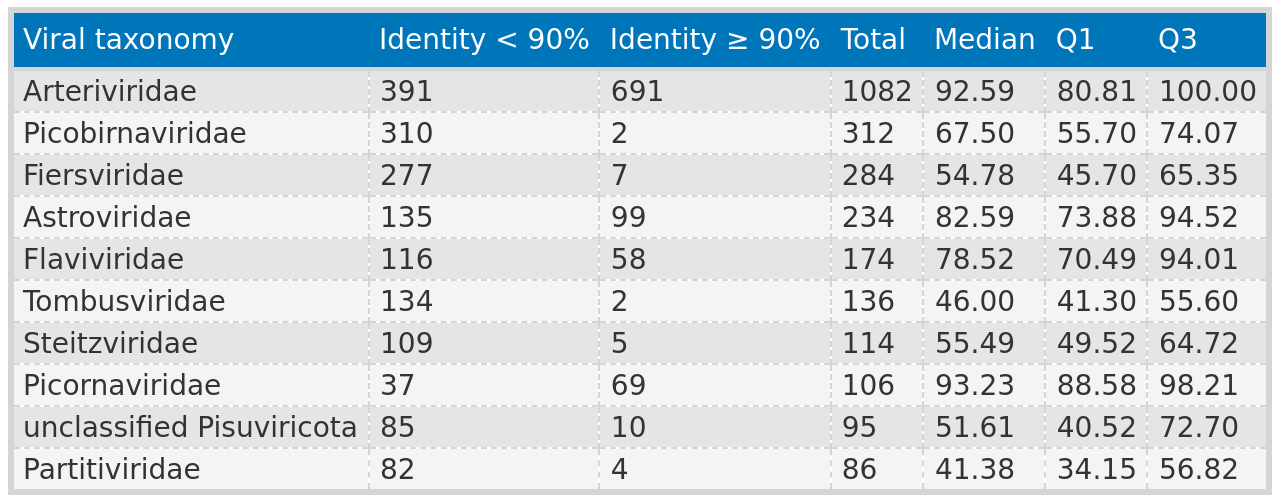 Viral taxonomy Identity < 90% Identity ≥ 90% Total Median Q1 Q3
Arteriviridae 391 691 1082 92.59 80.81 100.00
Picobirnaviridae 310 2 312 67.50 55.70 74.07
Fiersviridae 277 7 284 54.78 45.70 65.35
Astroviridae 135 99 234 82.59 73.88 94.52
Flaviviridae 116 58 174 78.52 70.49 94.01
Tombusviridae 134 2 136 46.00 41.30 55.60
Steitzviridae 109 5 114 55.49 49.52 64.72
Picornaviridae 37 69 106 93.23 88.58 98.21
unclassified Pisuviricota 85 10 95 51.61 40.52 72.70
Partitiviridae 82 4 86 41.38 34.15 56.82